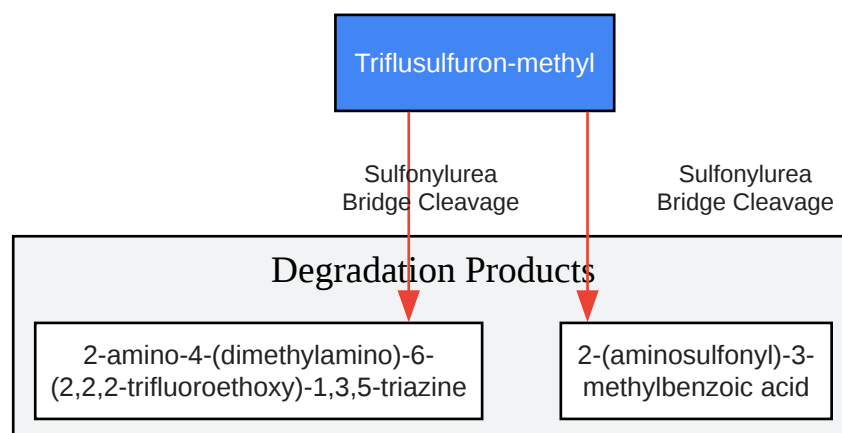 Triflusulfuron-methyl
Sulfonylurea
Bridge Cleavage
Sulfonylurea
Bridge Cleavage
Degradation Products
2-amino-4-(dimethylamino)-6-
(2,2,2-trifluoroethoxy)-1,3,5-triazine
2-(aminosulfonyl)-3-
methylbenzoic acid